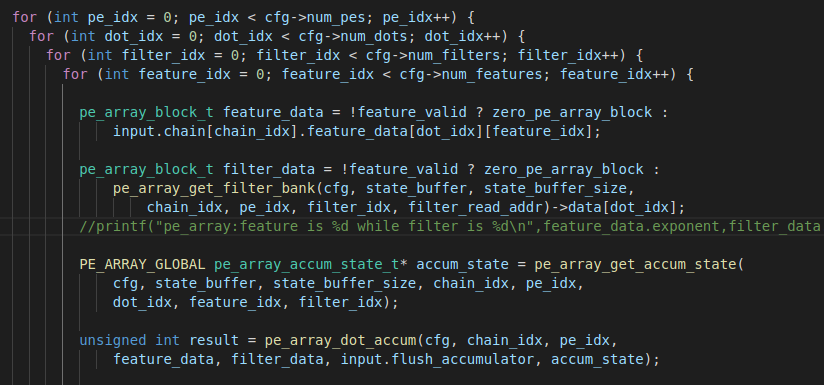 for (int pe_idx = 0; pe_idx < cfg->num_pes; pe_idx++) {
for (int dot_idx = 0; dot_idx < cfg->num_dots; dot_idx++) {
for (int filter_idx = 0; filter_idx < cfg->num_filters; filter_idx++) {
for (int feature_idx = 0; feature_idx < cfg->num_features; feature_idx++) {
pe_array_block_t feature_data = !feature_valid ? zero_pe_array_block :
input.chain[chain_idx].feature_data[dot_idx][feature_idx];
pe_array_block_t filter_data = !feature_valid ? zero_pe_array_block :
pe_array_get_filter_bank(cfg, state_buffer, state_buffer_size,
chain_idx, pe_idx, filter_idx, filter_read_addr)->data[dot_idx];
//printf("pe_array:feature is %d while filter is %d\n",feature_data.exponent,filter_data
PE_ARRAY_GLOBAL pe_array_accum_state_t* accum_state = pe_array_get_accum_state(
cfg, state_buffer, state_buffer_size, chain_idx, pe_idx,
dot_idx, feature_idx, filter_idx);
unsigned int result = pe_array_dot_accum(cfg, chain_idx, pe_idx,
feature_data, filter_data, input.flush_accumulator, accum_state);